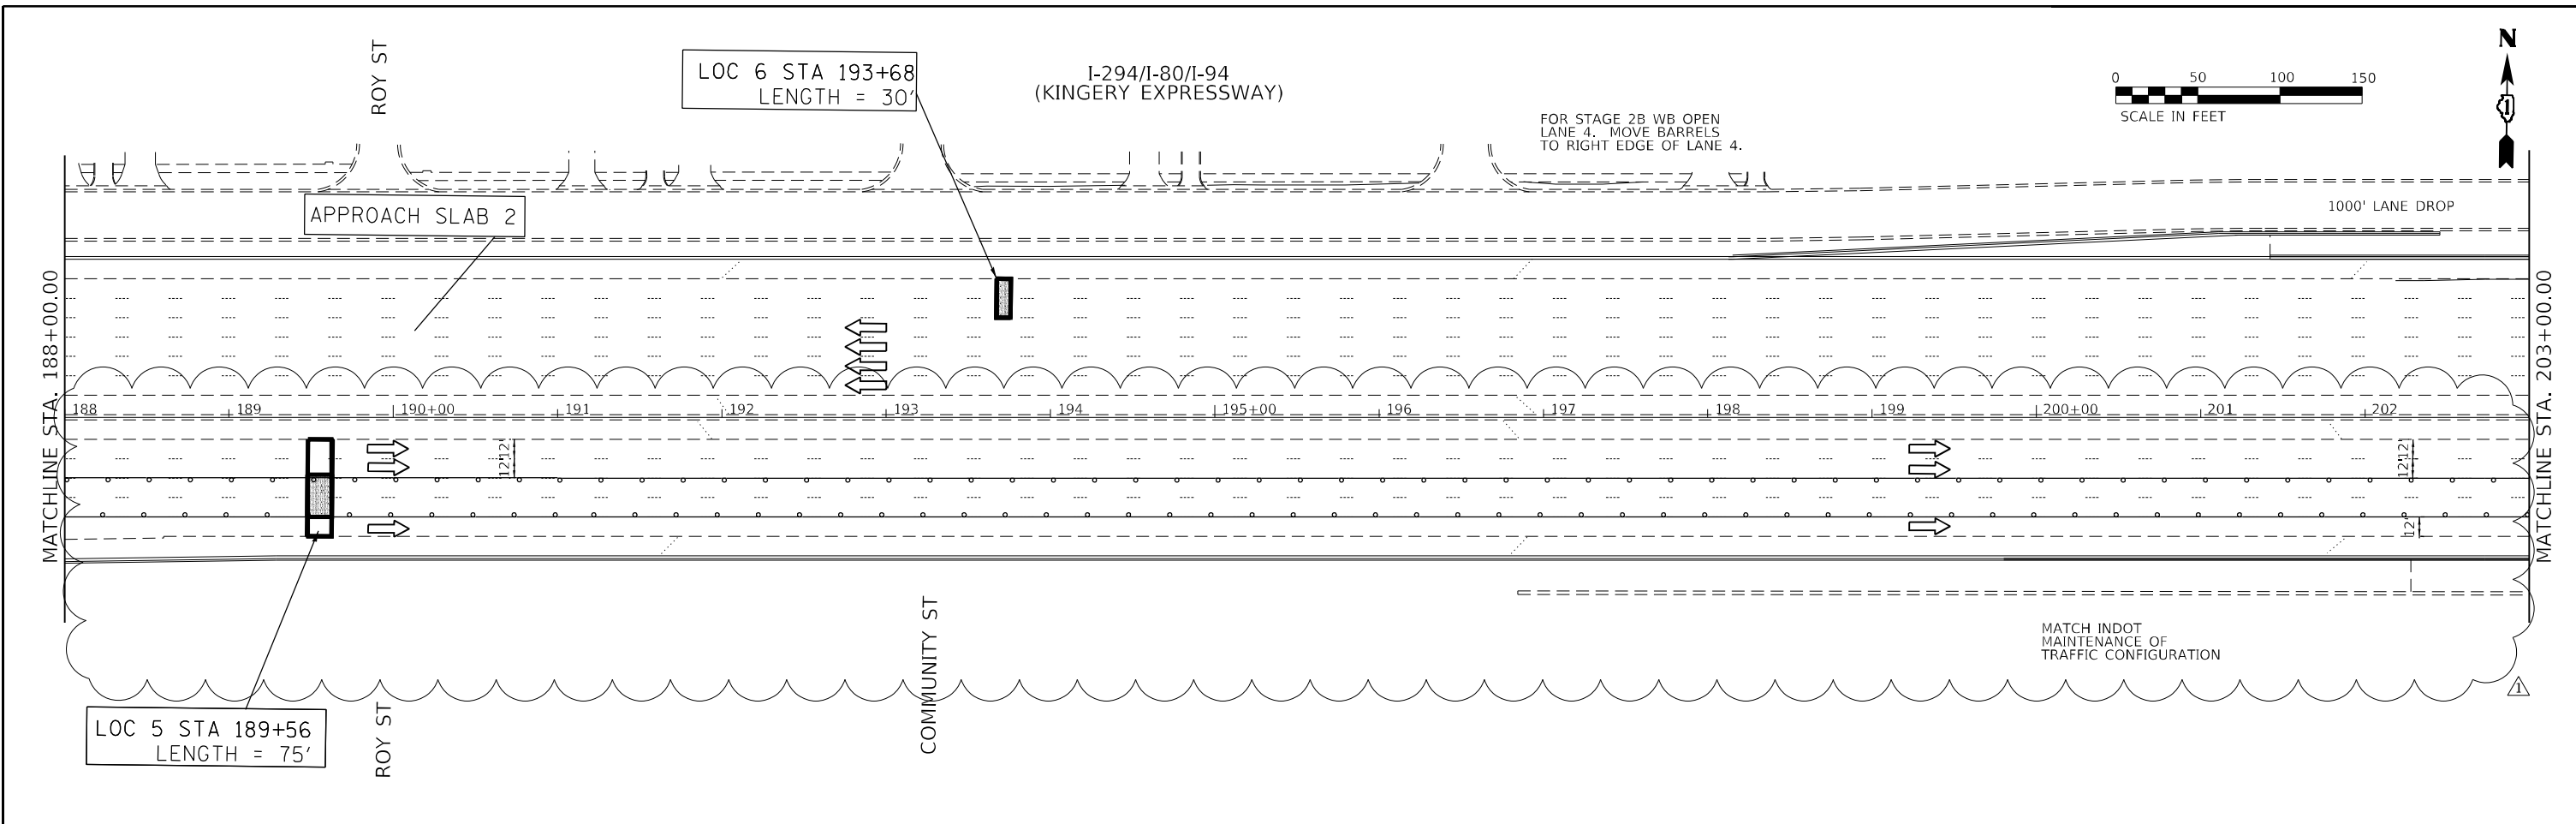 ROY ST
LOC 6 STA 193+68
LENGTH = 30'
I-294/I-80/I-94
(KINGERY EXPRESSWAY)
FOR STAGE 2B WB OPEN
LANE 4. MOVE BARRELS
TO RIGHT EDGE OF LANE 4.
0 50 100 150
SCALE IN FEET
N
1
APPROACH SLAB 2
1000' LANE DROP
MATCHLINE STA. 188+00.00
MATCHLINE STA. 203+00.00
188 189 190+00 191 192 193 194 195+00 196 197 198 199 200+00 201 202
12' 12'
12' 12'
12'
MATCH INDOT
MAINTENANCE OF
TRAFFIC CONFIGURATION
1
LOC 5 STA 189+56
LENGTH = 75'
ROY ST
COMMUNITY ST